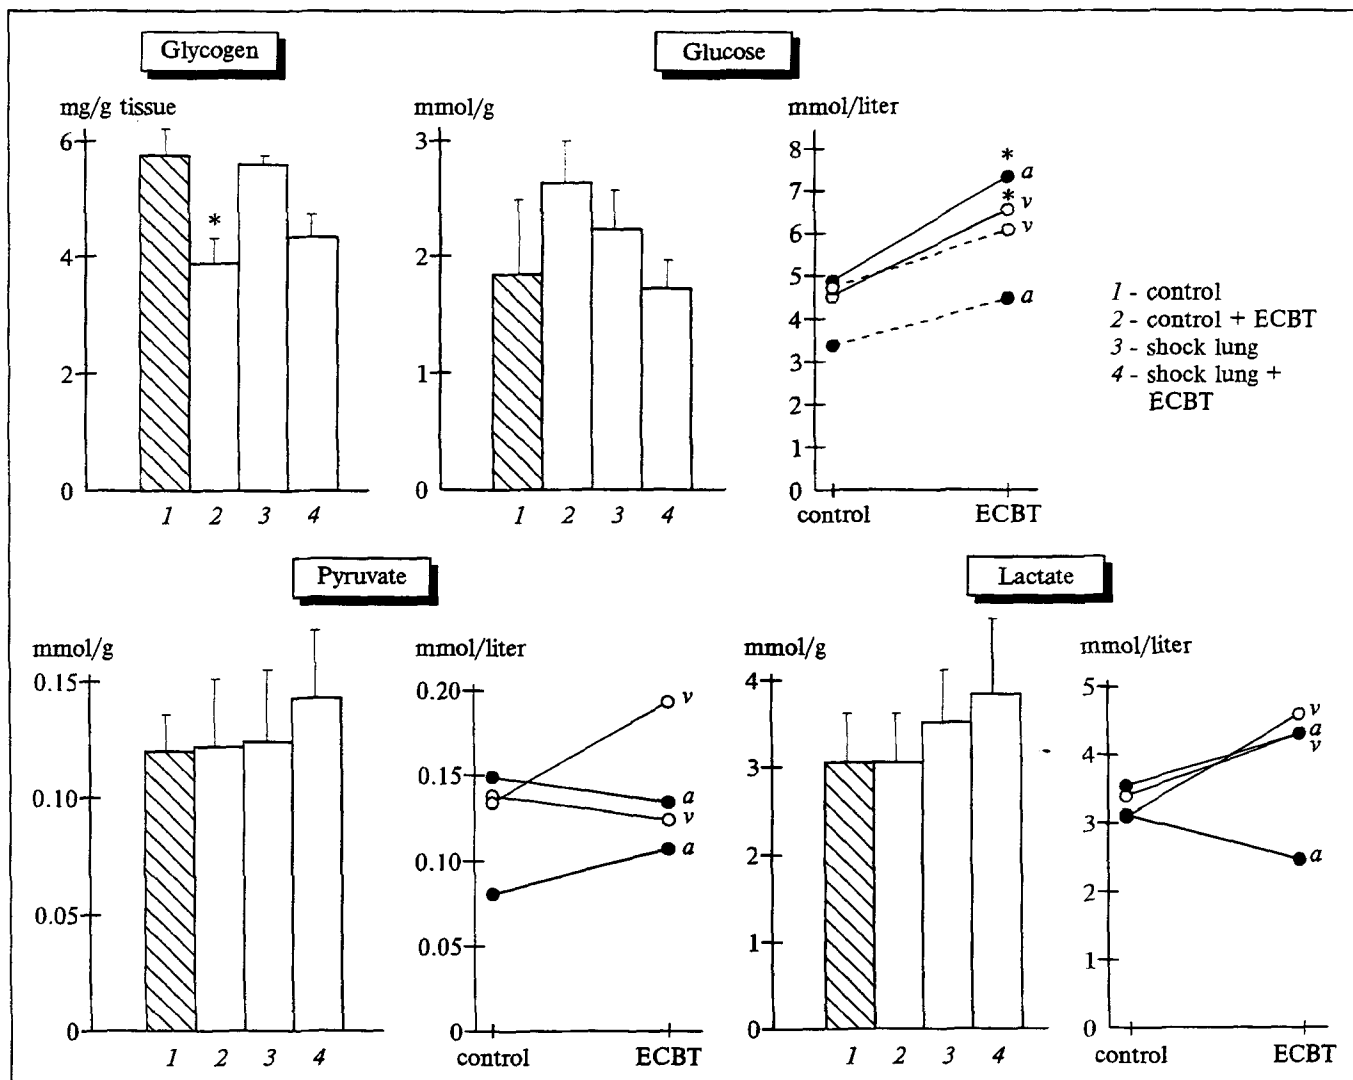 Glycogen
Glucose
mg/g tissue
6
4
2
0
*
1 2 3 4
mmol/g
3
2
1
0
1 2 3 4
mmol/liter
8
7
6
5
4
3
2
1
0
* a
* v
v
a
control ECBT
1 - control
2 - control + ECBT
3 - shock lung
4 - shock lung +
ECBT
Pyruvate
Lactate
mmol/g
0.15
0.10
0.05
0
1 2 3 4
mmol/liter
0.20
0.15
0.10
0.05
0
v
a
v
a
control ECBT
mmol/g
4
3
2
1
0
1 2 3 4
mmol/liter
5
4
3
2
1
0
v
a
v
a
control ECBT